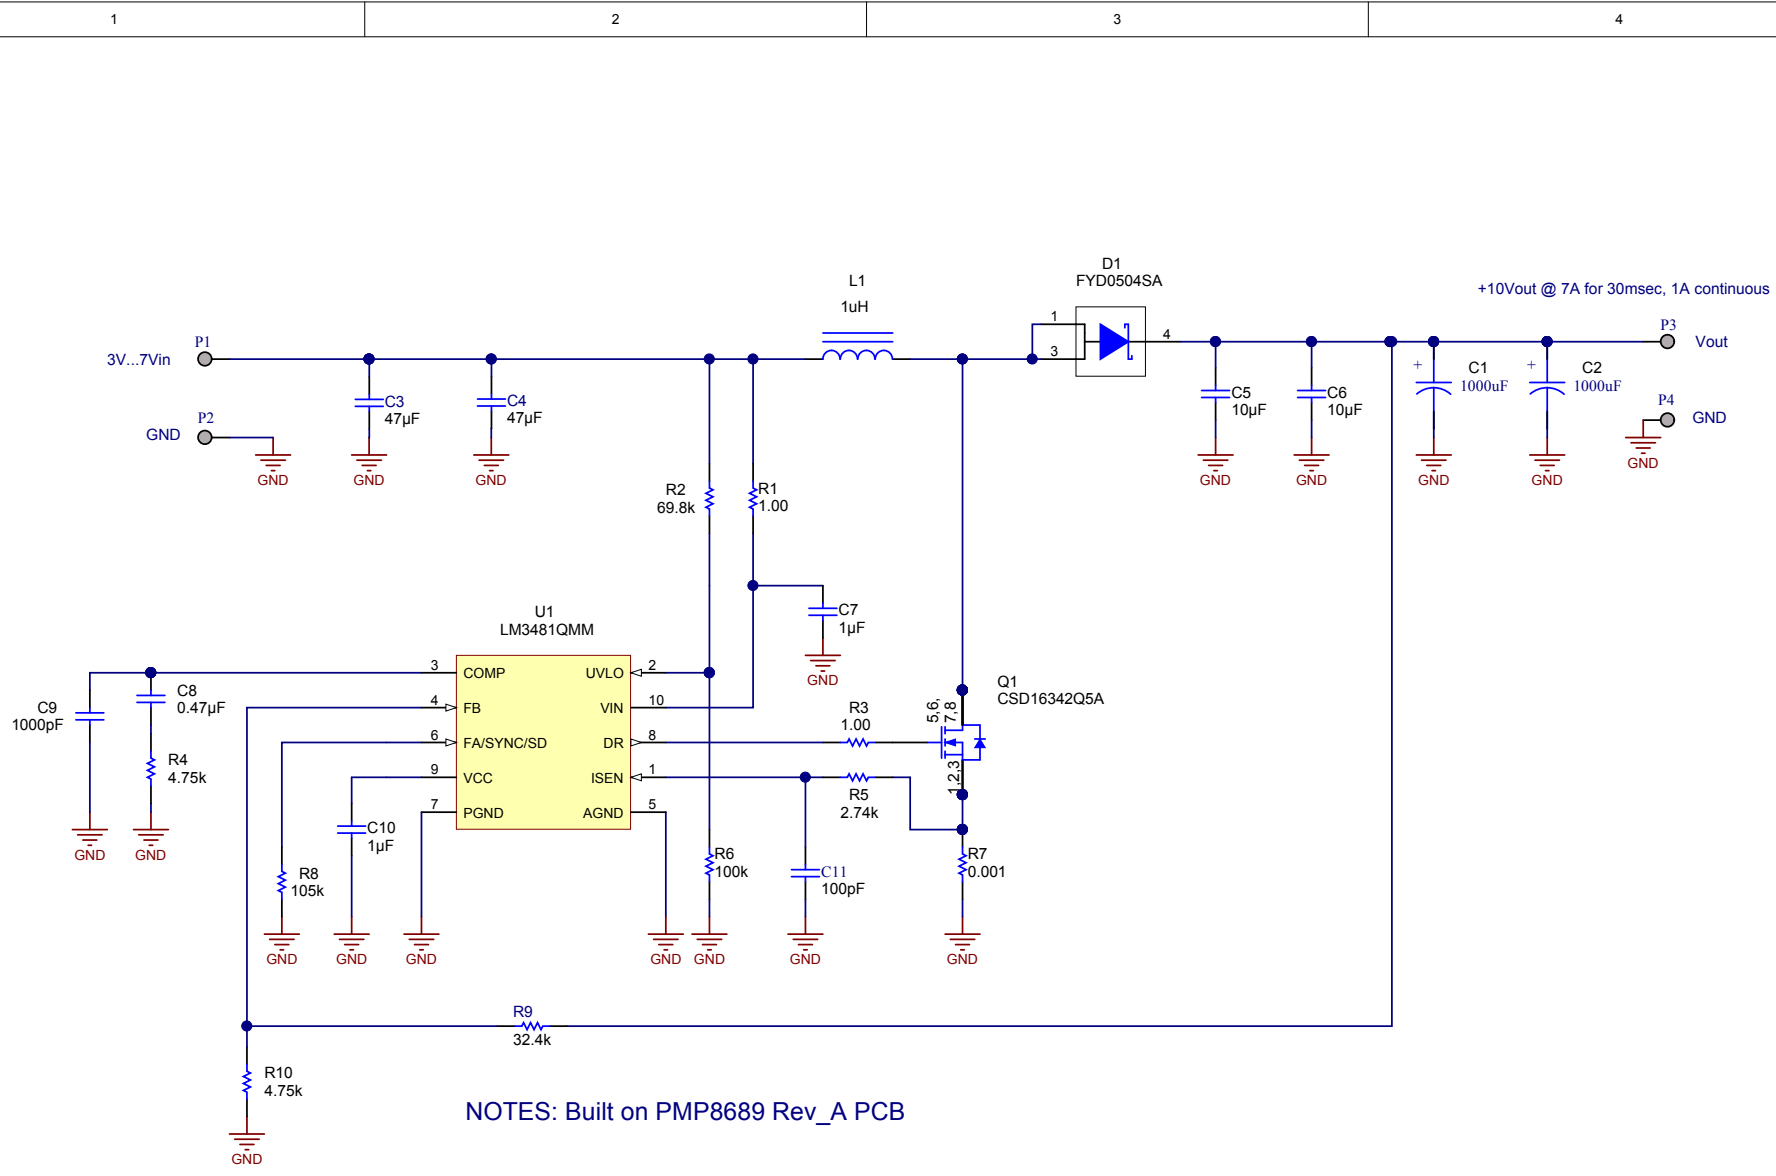 1 2 3 4
D1
FYD0504SA
L1
1uH
+10Vout @ 7A for 30msec, 1A continuous
3V...7Vin P1
1
3
4
P3
Vout
GND P2
GND
C3
47µF
GND
C4
47µF
GND
C5
10µF
GND
C6
10µF
GND
+ C1
1000uF
GND
+ C2
1000uF
GND
P4
GND
GND
R2
69.8k
R1
1.00
C7
1µF
GND
U1
LM3481QMM
3 COMP
4 FB
6 FA/SYNC/SD
9 VCC
7 PGND
UVLO 2
VIN 10
DR 8
ISEN 1
AGND 5
C9
1000pF
GND
C8
0.47µF
R4
4.75k
GND
Q1
CSD16342Q5A
5,6,
7,8
1,2,3
R3
1.00
R5
2.74k
R8
105k
GND
C10
1µF
GND
GND
GND
R6
100k
GND
C11
100pF
GND
R7
0.001
GND
R9
32.4k
R10
4.75k
GND
NOTES: Built on PMP8689 Rev_A PCB